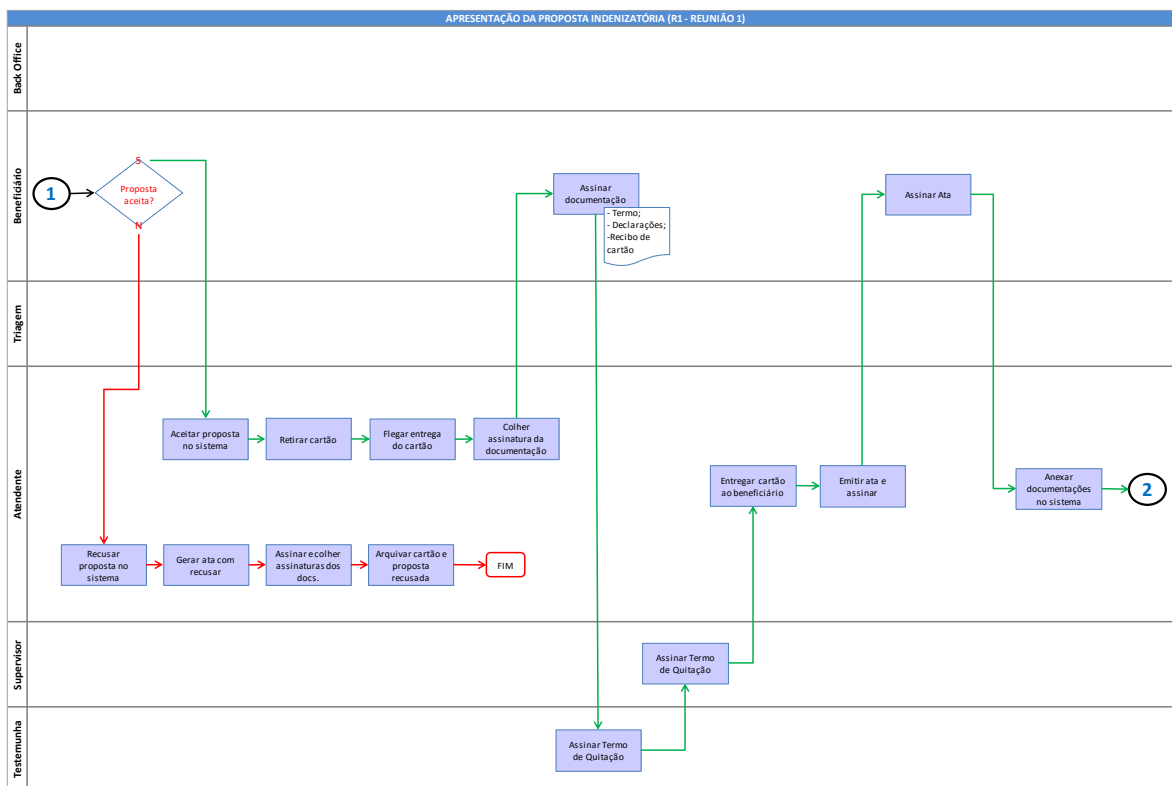 APRESENTAÇÃO DA PROPOSTA INDENIZATÓRIA (R1 - REUNIÃO 1)
Back Office
Beneficiário
1
S
Proposta
aceita?
N
Assinar
documentação
- Termo;
- Declarações;
-Recibo de
cartão
Assinar Ata
Triagem
Atendente
Aceitar proposta
no sistema
Retirar cartão
Flegar entrega
do cartão
Colher
assinatura da
documentação
Entregar cartão
ao beneficiário
Emitir ata e
assinar
Anexar
documentações
no sistema
2
Recusar
proposta no
sistema
Gerar ata com
recusar
Assinar e colher
assinaturas dos
docs.
Arquivar cartão e
proposta
recusada
FIM
Supervisor
Assinar Termo
de Quitação
Testemunha
Assinar Termo
de Quitação